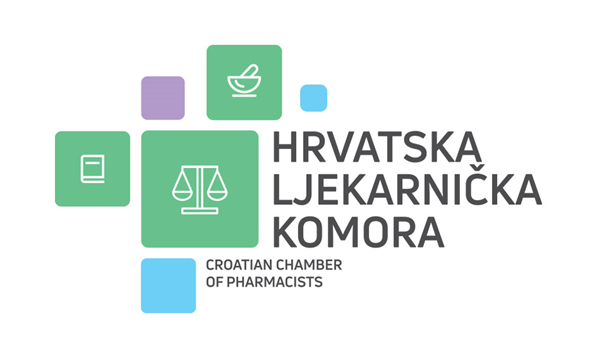 HRVATSKA
LJEKARNIČKA
KOMORA
CROATIAN CHAMBER
OF PHARMACISTS